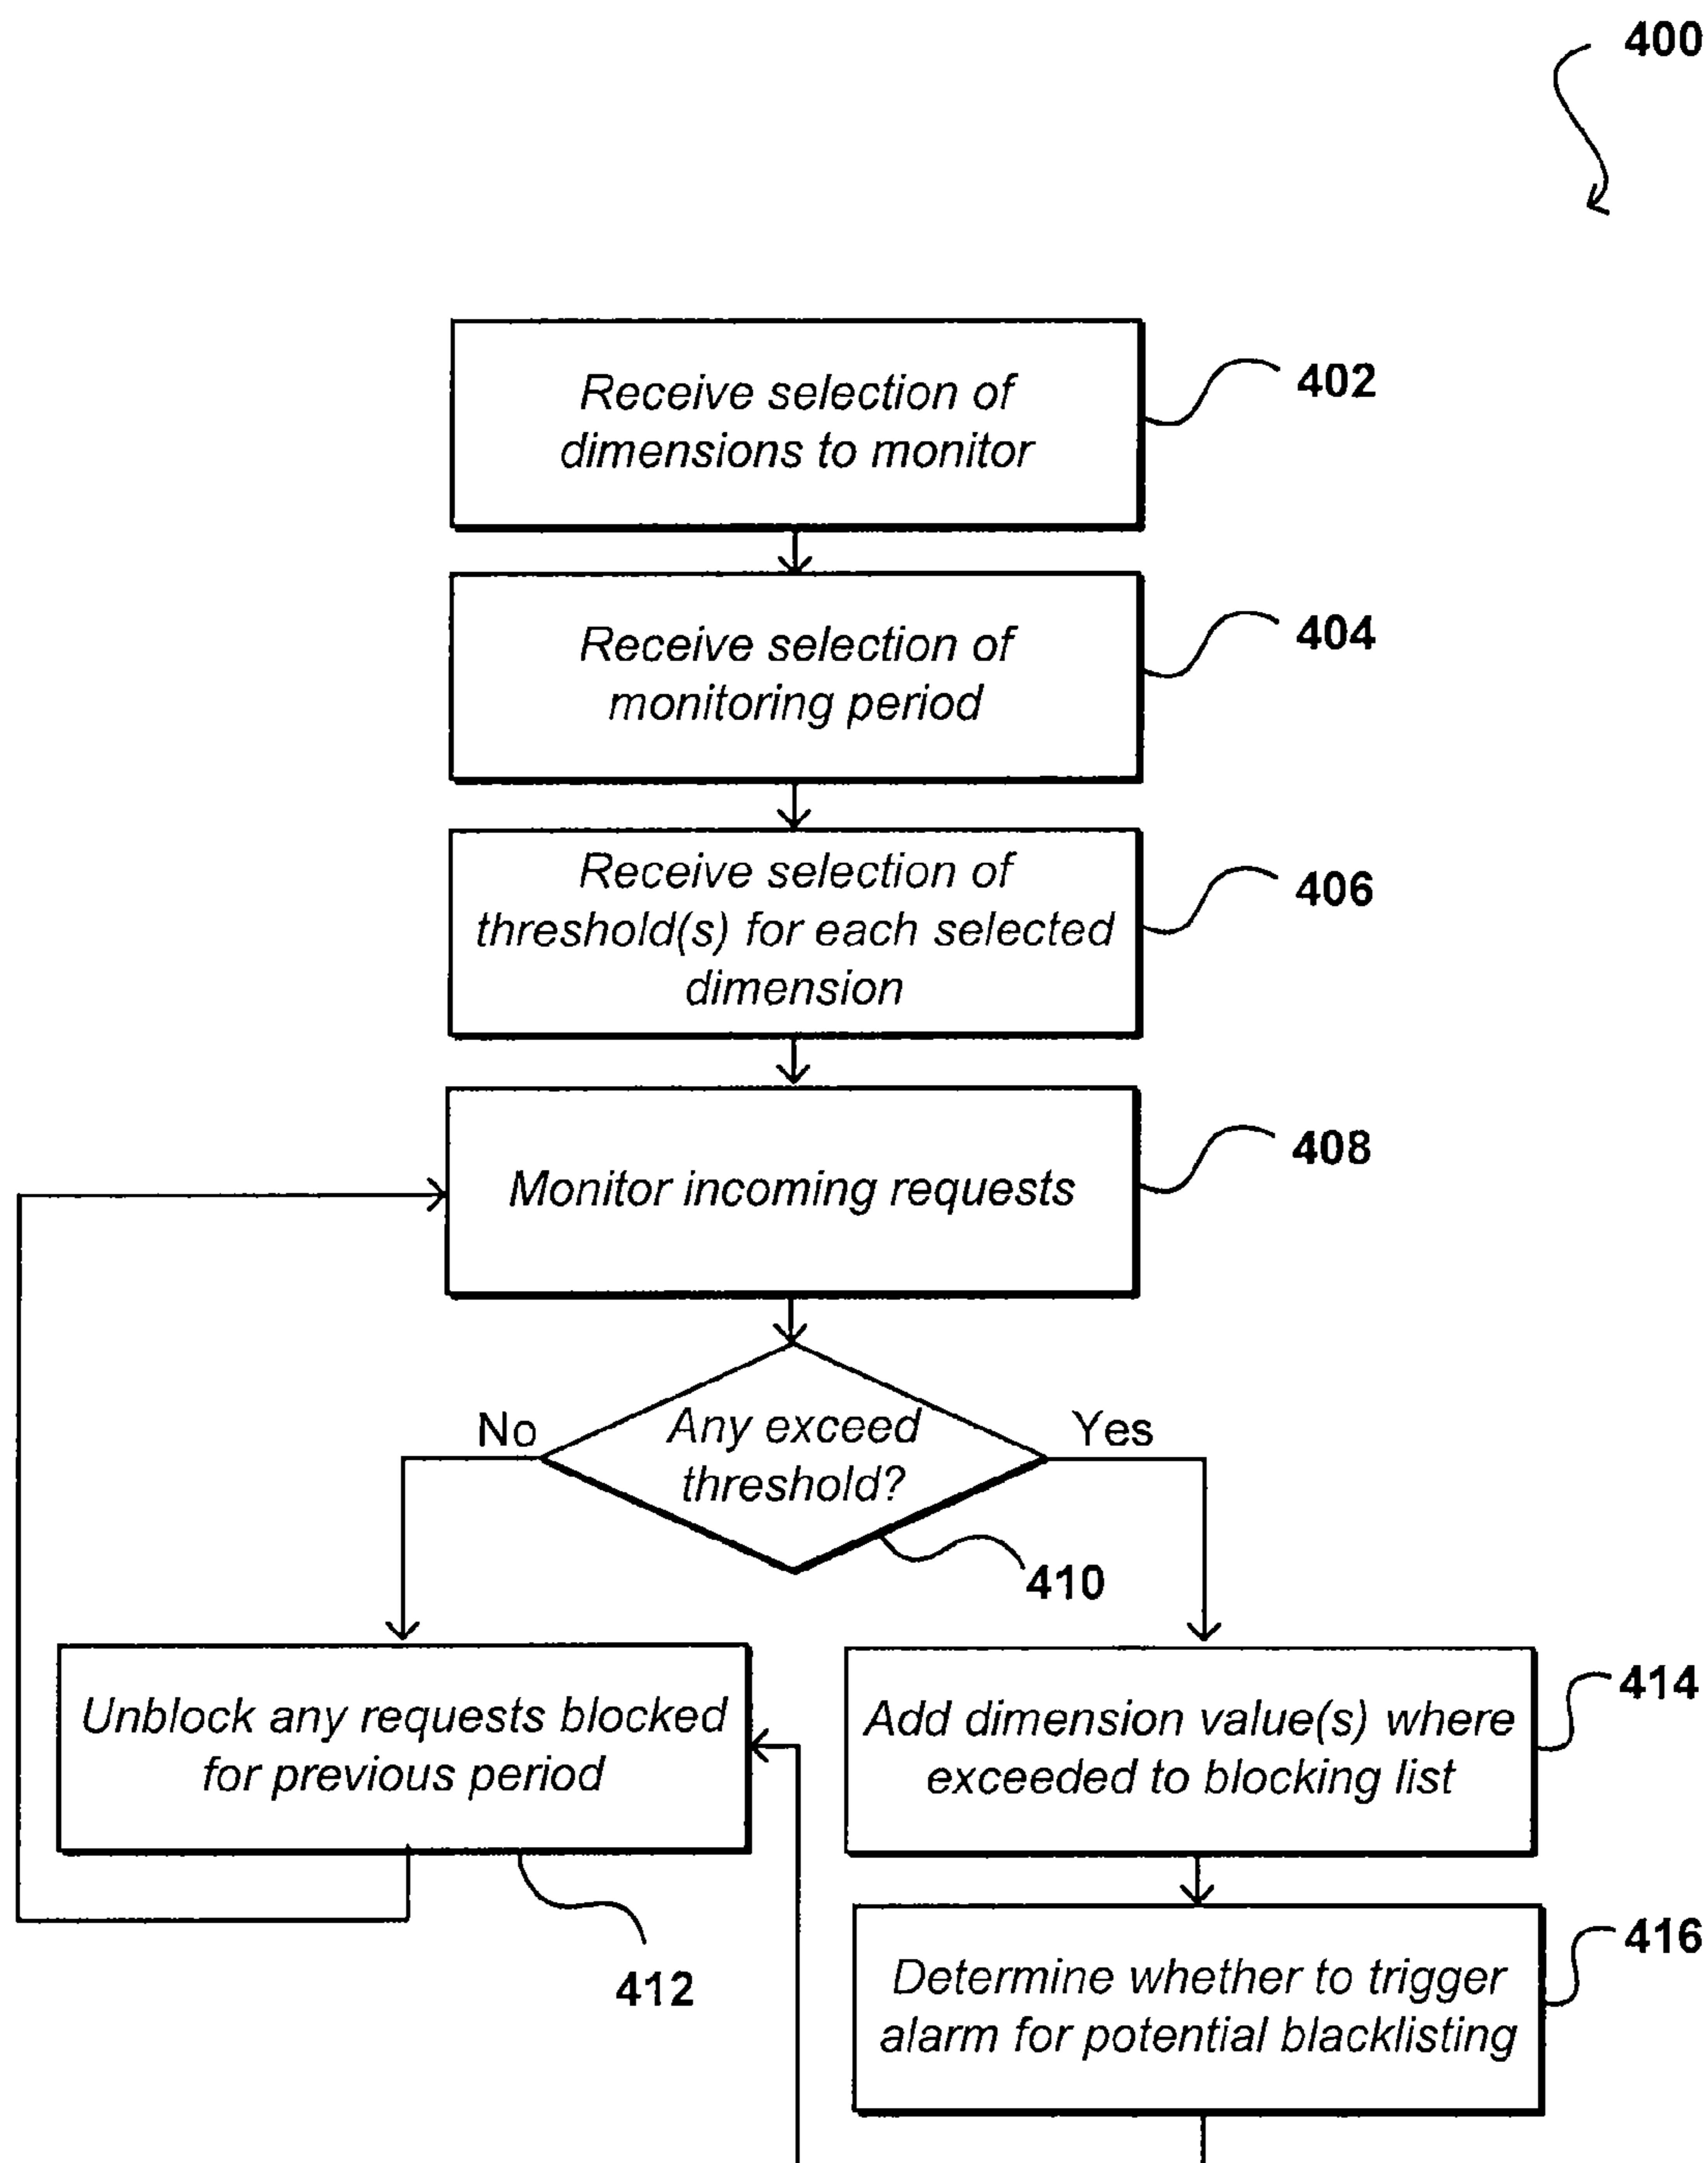 400
Receive selection of
dimensions to monitor
402
Receive selection of
monitoring period
404
Receive selection of
threshold(s) for each selected
dimension
406
Monitor incoming requests
408
No
Any exceed
threshold?
Yes
410
Unblock any requests blocked
for previous period
412
Add dimension value(s) where
exceeded to blocking list
414
Determine whether to trigger
alarm for potential blacklisting
416